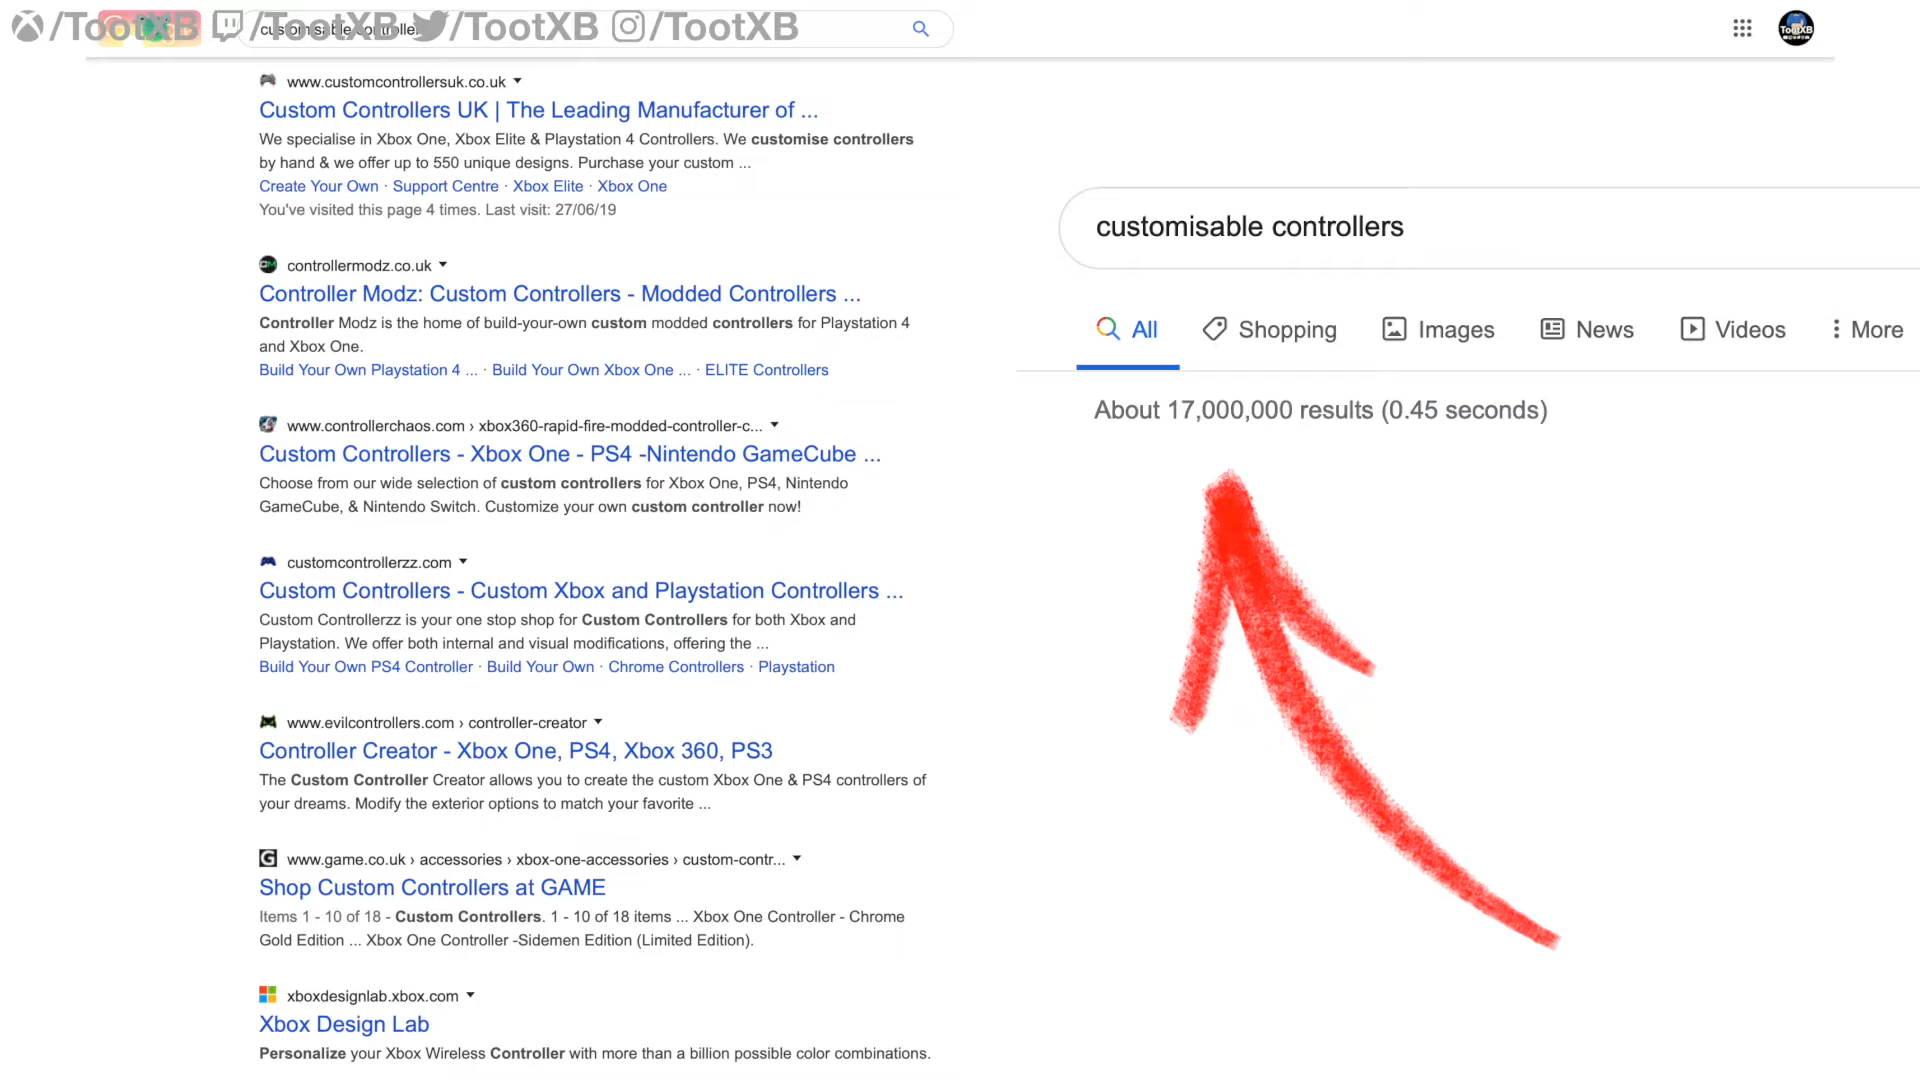 /TootXB /TootXB /TootXB /TootXB
customisable controlle
TootXB
www.customcontrollersuk.co.uk
Custom Controllers UK | The Leading Manufacturer of ...
We specialise in Xbox One, Xbox Elite & Playstation 4 Controllers. We customise controllers
by hand & we offer up to 550 unique designs. Purchase your custom ...
Create Your Own · Support Centre · Xbox Elite · Xbox One
You've visited this page 4 times. Last visit: 27/06/19
controllermodz.co.uk
Controller Modz: Custom Controllers - Modded Controllers ...
Controller Modz is the home of build-your-own custom modded controllers for Playstation 4
and Xbox One.
Build Your Own Playstation 4 ... · Build Your Own Xbox One ... · ELITE Controllers
www.controllerchaos.com › xbox360-rapid-fire-modded-controller-c...
Custom Controllers - Xbox One - PS4 -Nintendo GameCube ...
Choose from our wide selection of custom controllers for Xbox One, PS4, Nintendo
GameCube, & Nintendo Switch. Customize your own custom controller now!
customcontrollerzz.com
Custom Controllers - Custom Xbox and Playstation Controllers ...
Custom Controllerzz is your one stop shop for Custom Controllers for both Xbox and
Playstation. We offer both internal and visual modifications, offering the ...
Build Your Own PS4 Controller · Build Your Own · Chrome Controllers · Playstation
www.evilcontrollers.com › controller-creator
Controller Creator - Xbox One, PS4, Xbox 360, PS3
The Custom Controller Creator allows you to create the custom Xbox One & PS4 controllers of
your dreams. Modify the exterior options to match your favorite ...
www.game.co.uk › accessories › xbox-one-accessories › custom-contr...
Shop Custom Controllers at GAME
Items 1 - 10 of 18 - Custom Controllers. 1 - 10 of 18 items ... Xbox One Controller - Chrome
Gold Edition ... Xbox One Controller -Sidemen Edition (Limited Edition).
xboxdesignlab.xbox.com
Xbox Design Lab
Personalize your Xbox Wireless Controller with more than a billion possible color combinations.
customisable controllers
All Shopping Images News Videos More
About 17,000,000 results (0.45 seconds)